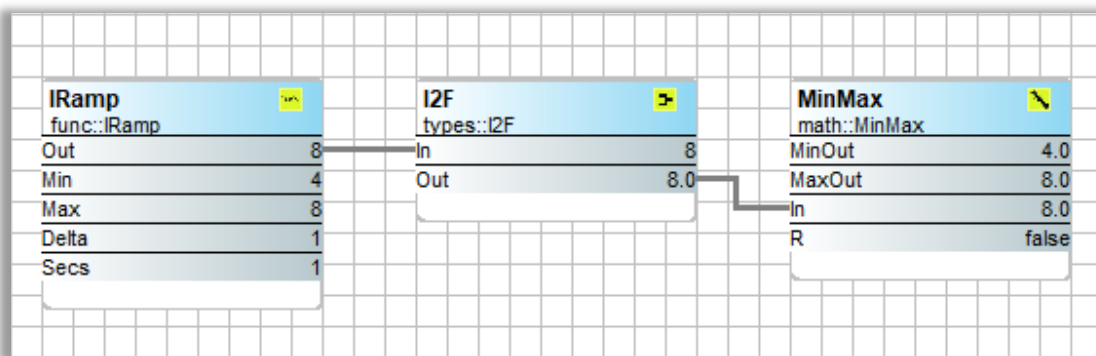 IRamp
func::IRamp
Out 8
Min 4
Max 8
Delta 1
Secs 1
I2F
types::I2F
In 8
Out 8.0
MinMax
math::MinMax
MinOut 4.0
MaxOut 8.0
In 8.0
R false